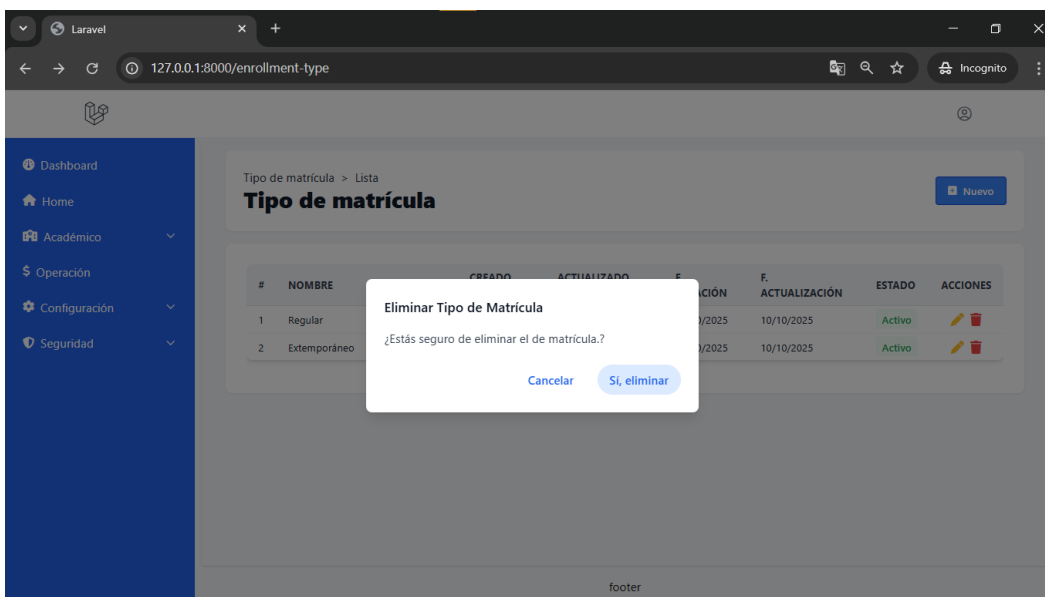 Laravel
127.0.0.1:8000/enrollment-type
Incognito
Dashboard
Home
Académico
Operación
Configuración
Seguridad
Tipo de matrícula > Lista
Tipo de matrícula
Nuevo
# NOMBRE CREADO ACTUALIZADO F. F. ACTUALIZACIÓN ESTADO ACCIONES
1 Regular 10/10/2025 Activo
2 Extemporáneo 10/10/2025 Activo
Eliminar Tipo de Matrícula
¿Estás seguro de eliminar el de matrícula.?
Cancelar Sí, eliminar
footer